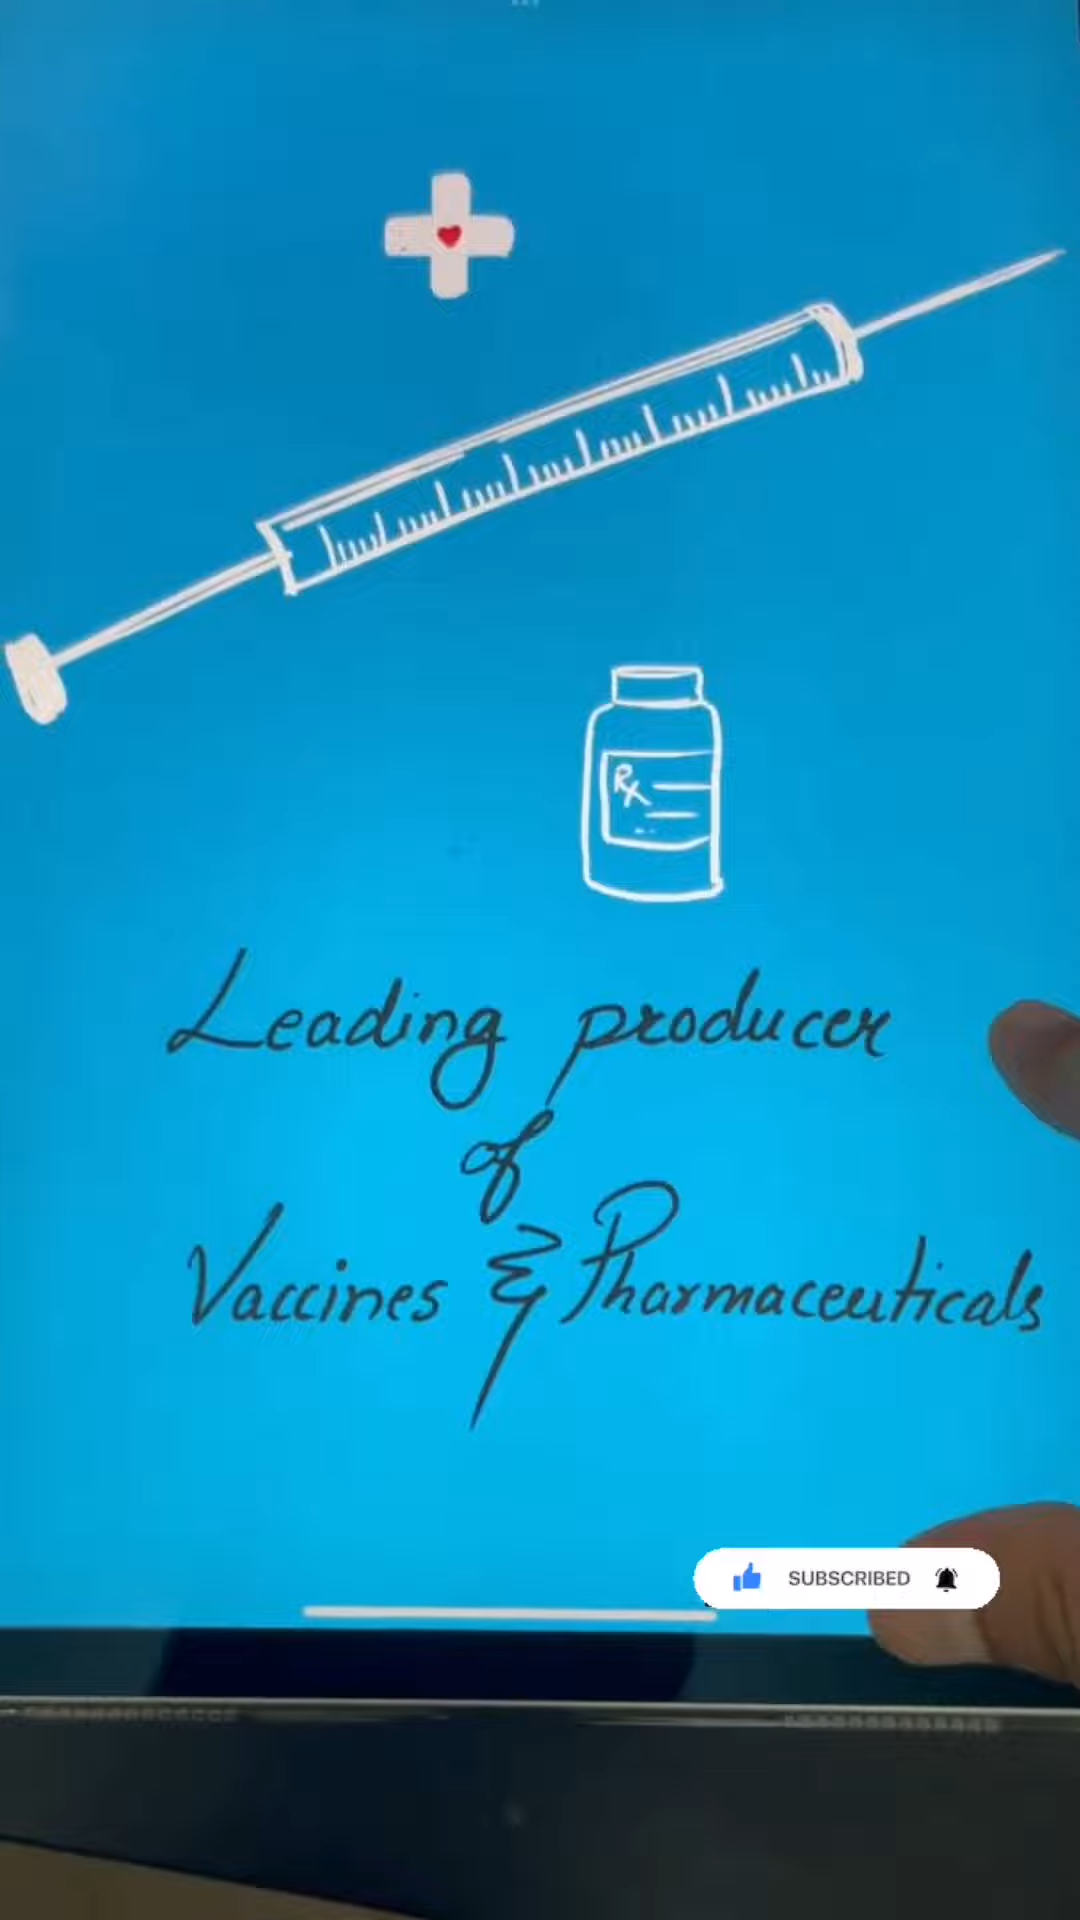 Rx
Leading producer
of
Vaccines & Pharmaceuticals
SUBSCRIBED